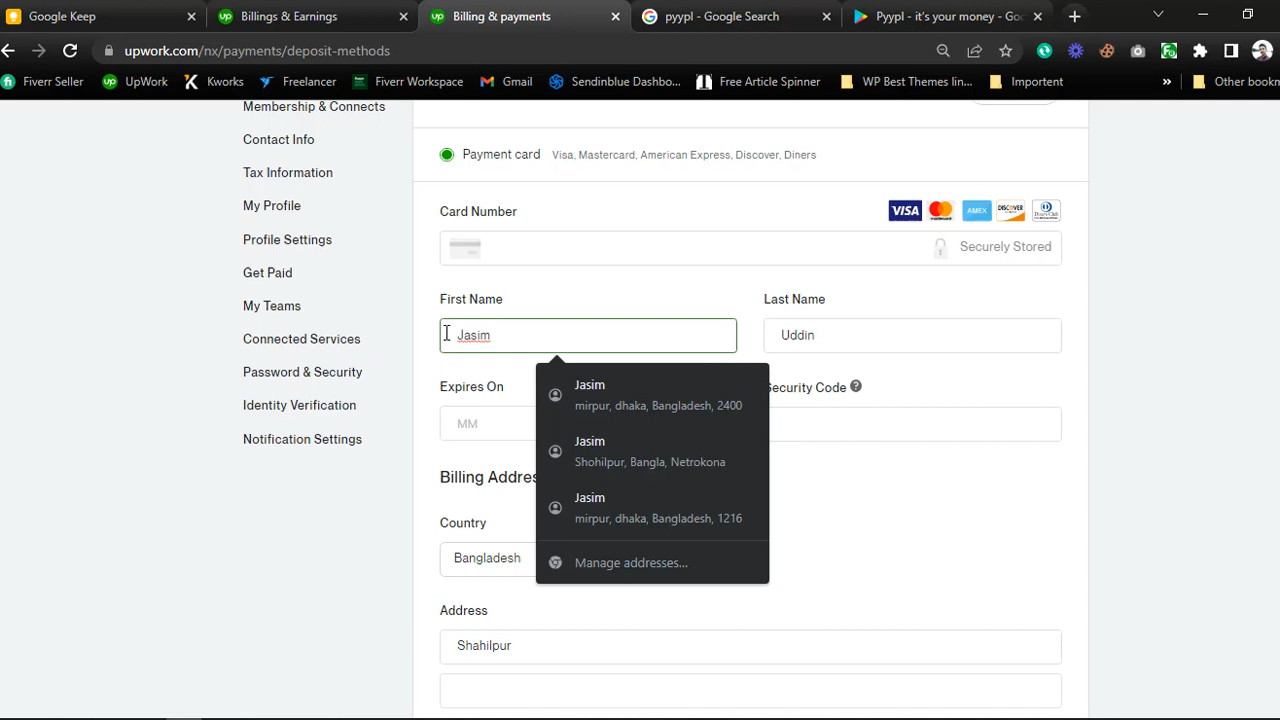 Google Keep
Billings & Earnings
Billing & payments
pyypl - Google Search
Pyypl - it's your money - Goo
upwork.com/nx/payments/deposit-methods
Fiverr Seller
UpWork
Kworks
Freelancer
Fiverr Workspace
Gmail
Sendinblue Dashbo...
Free Article Spinner
WP Best Themes lin...
Importent
»
Other bookm
Membership & Connects
Contact Info
Tax Information
My Profile
Profile Settings
Get Paid
My Teams
Connected Services
Password & Security
Identity Verification
Notification Settings
Payment card Visa, Mastercard, American Express, Discover, Diners
Card Number
VISA
AMEX
DISCOVER
Securely Stored
First Name
Last Name
Jasim
Uddin
Expires On
Security Code ?
MM
Jasim
mirpur, dhaka, Bangladesh, 2400
Jasim
Shohilpur, Bangla, Netrokona
Jasim
mirpur, dhaka, Bangladesh, 1216
Manage addresses...
Billing Addre
Country
Bangladesh
Address
Shahilpur